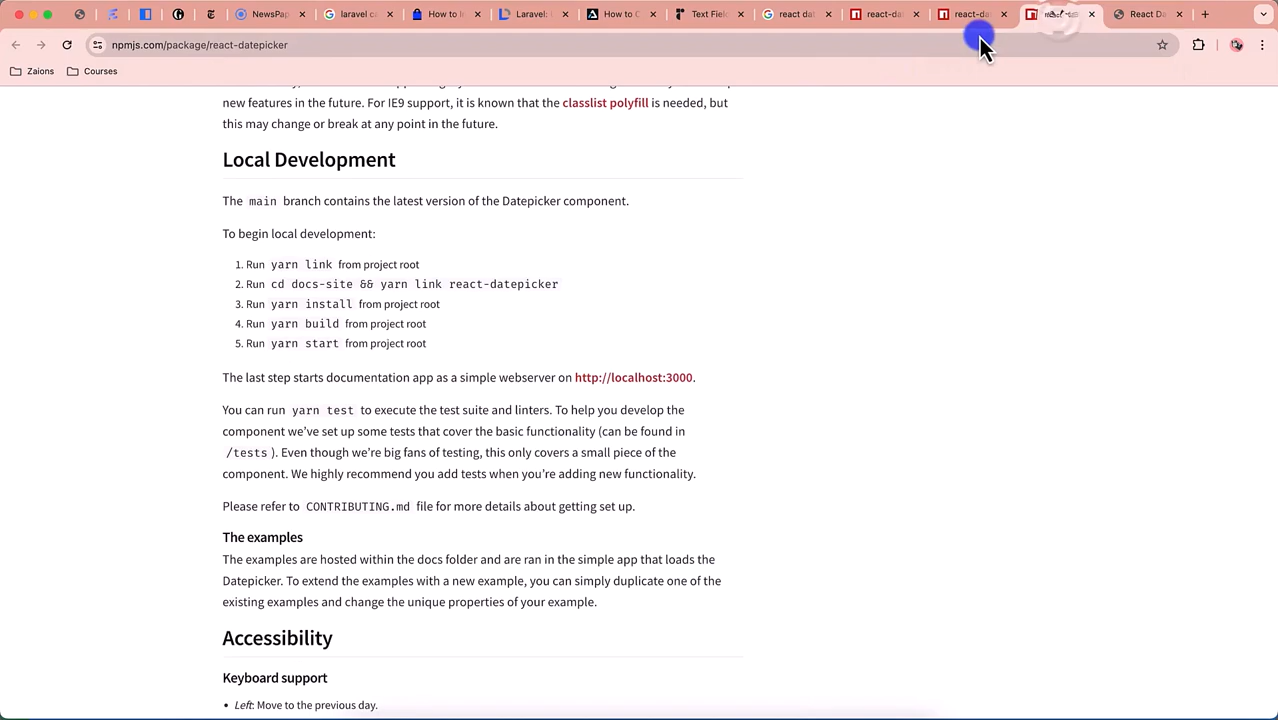 NewsPap
laravel ca
How to le
Laravel:
How to C
Text Field
react dat
react-dat
react-dat
React Da
npmjs.com/package/react-datepicker
Zaions
Courses
new features in the future. For IE9 support, it is known that the classlist polyfill is needed, but
this may change or break at any point in the future.
Local Development
The main branch contains the latest version of the Datepicker component.
To begin local development:
1. Run yarn link from project root
2. Run cd docs-site && yarn link react-datepicker
3. Run yarn install from project root
4. Run yarn build from project root
5. Run yarn start from project root
The last step starts documentation app as a simple webserver on http://localhost:3000.
You can run yarn test to execute the test suite and linters. To help you develop the
component we’ve set up some tests that cover the basic functionality (can be found in
/tests ). Even though we’re big fans of testing, this only covers a small piece of the
component. We highly recommend you add tests when you’re adding new functionality.
Please refer to CONTRIBUTING.md file for more details about getting set up.
The examples
The examples are hosted within the docs folder and are ran in the simple app that loads the
Datepicker. To extend the examples with a new example, you can simply duplicate one of the
existing examples and change the unique properties of your example.
Accessibility
Keyboard support
• Left: Move to the previous day.